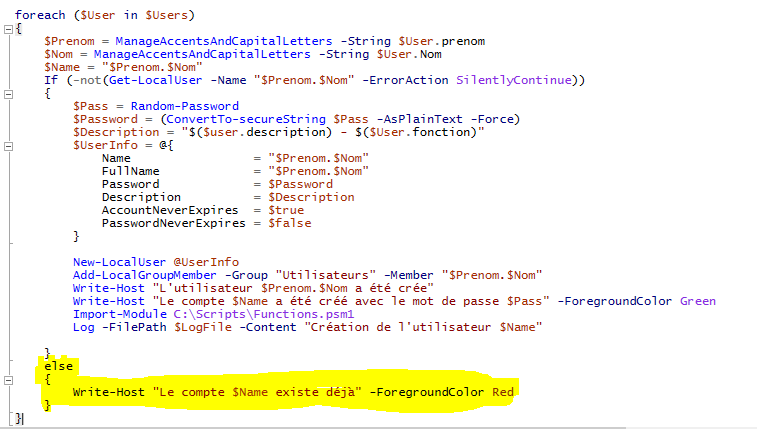 foreach ($User in $Users)
{
$Prenom = ManageAccentsAndCapitalLetters -String $User.prenom
$Nom = ManageAccentsAndCapitalLetters -String $User.Nom
$Name = "$Prenom.$Nom"
If (-not(Get-LocalUser -Name "$Prenom.$Nom" -ErrorAction SilentlyContinue))
{
$Pass = Random-Password
$Password = (ConvertTo-secureString $Pass -AsPlainText -Force)
$Description = "$($user.description) - $($User.fonction)"
$UserInfo = @{
Name = "$Prenom.$Nom"
FullName = "$Prenom.$Nom"
Password = $Password
Description = $Description
AccountNeverExpires = $true
PasswordNeverExpires = $false
}
New-LocalUser @UserInfo
Add-LocalGroupMember -Group "Utilisateurs" -Member "$Prenom.$Nom"
Write-Host "L'utilisateur $Prenom.$Nom a été crée"
Write-Host "Le compte $Name a été créé avec le mot de passe $Pass" -ForegroundColor Green
Import-Module C:\Scripts\Functions.psm1
Log -FilePath $LogFile -Content "Création de l'utilisateur $Name"
}
else
{
Write-Host "Le compte $Name existe déjà" -ForegroundColor Red
}
}